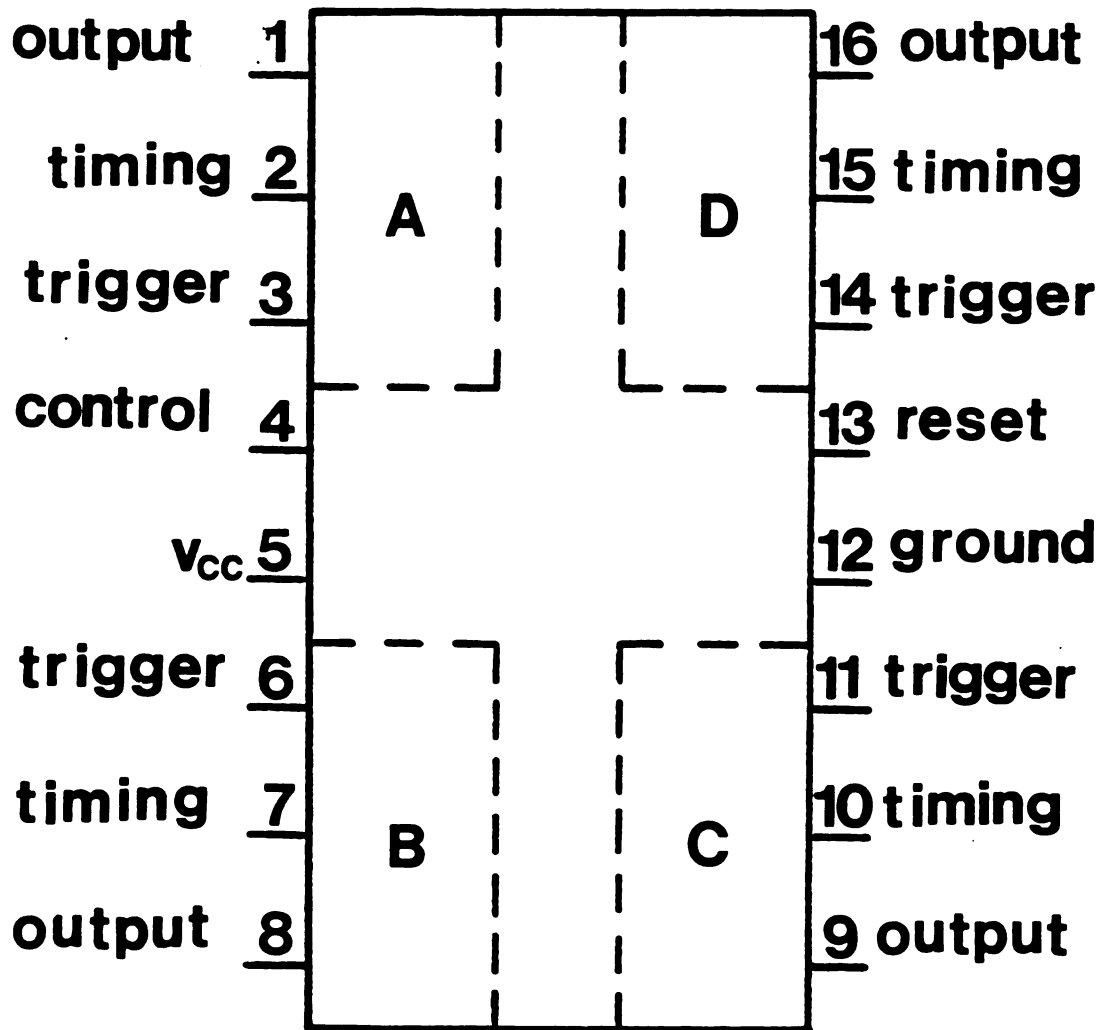 output 1
timing 2
trigger 3
control 4
vCC 5
trigger 6
timing 7
output 8
A
D
B
C
16 output
15 timing
14 trigger
13 reset
12 ground
11 trigger
10 timing
9 output